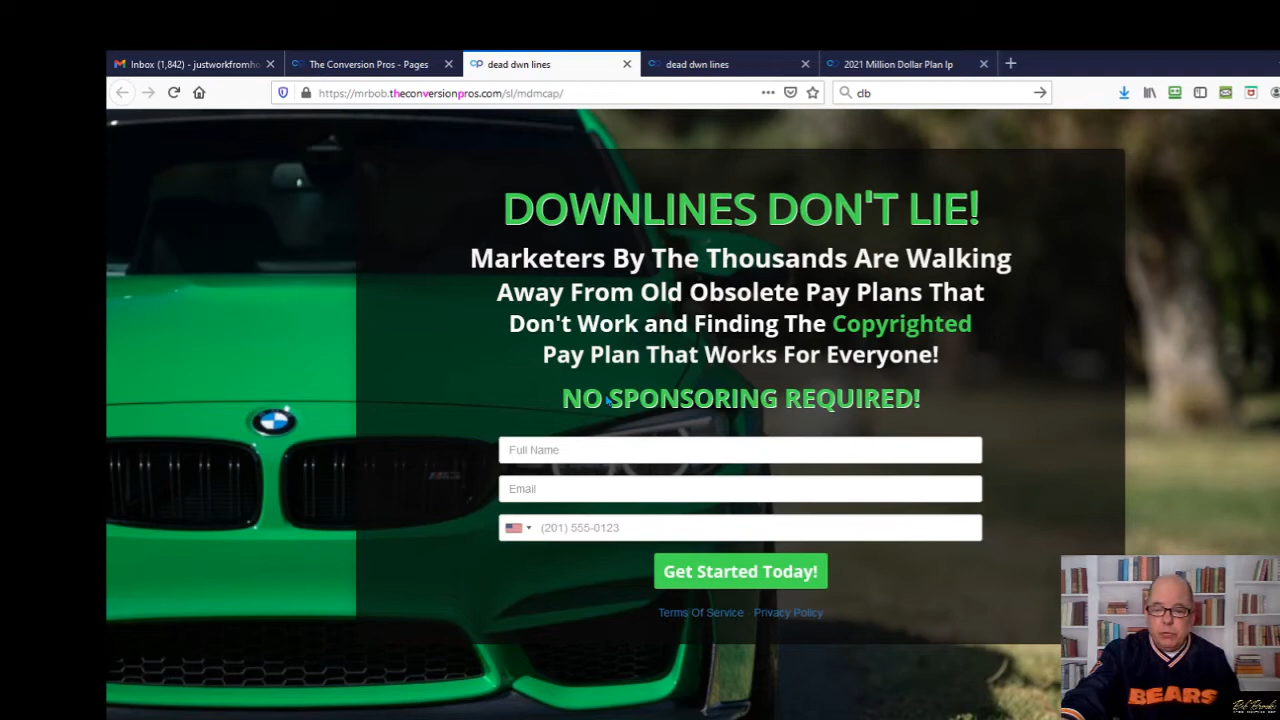 Inbox (1,842) - justworkfromho
The Conversion Pros - Pages
dead dwn lines
dead dwn lines
2021 Million Dollar Plan lp
https://mrbob.theconversionpros.com/sl/mdmcap/
clb
DOWNLINES DON'T LIE!
Marketers By The Thousands Are Walking
Away From Old Obsolete Pay Plans That
Don't Work and Finding The Copyrighted
Pay Plan That Works For Everyone!
NO SPONSORING REQUIRED!
Full Name
Email
(201) 555-0123
Get Started Today!
Terms Of Service Privacy Policy
BEARS